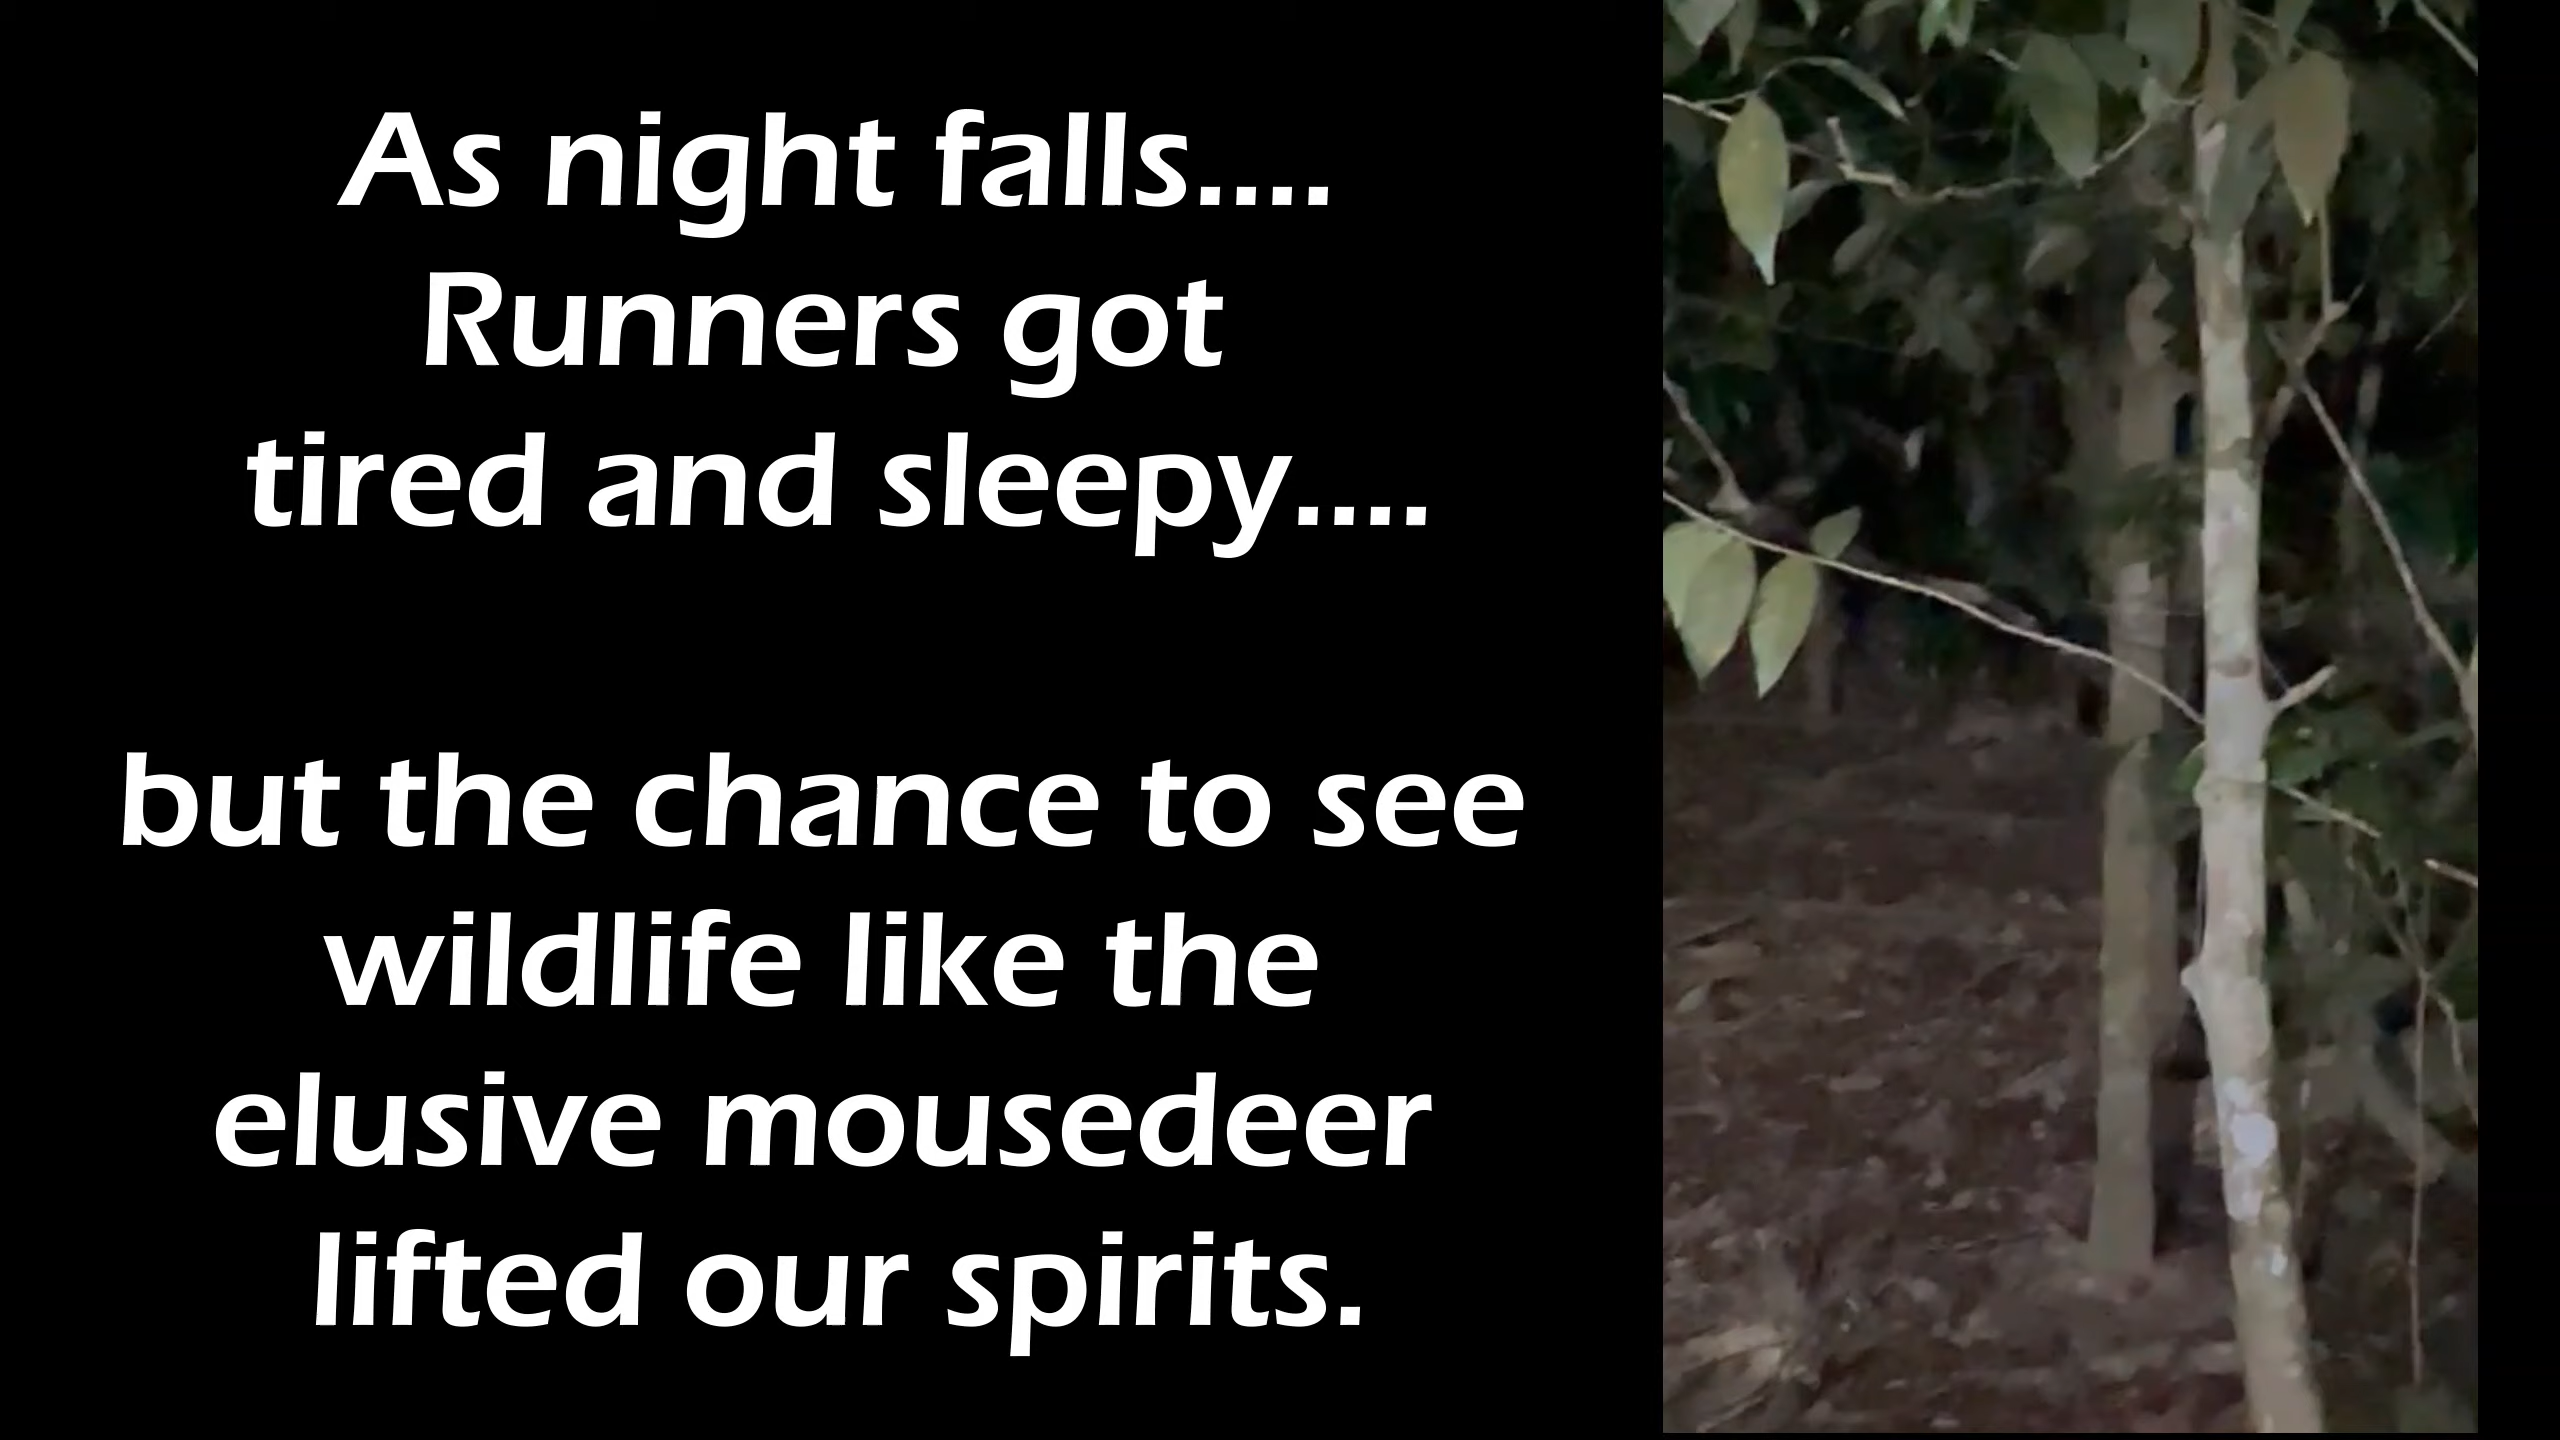 As night falls....
Runners got
tired and sleepy....
but the chance to see
wildlife like the
elusive mousedeer
lifted our spirits.